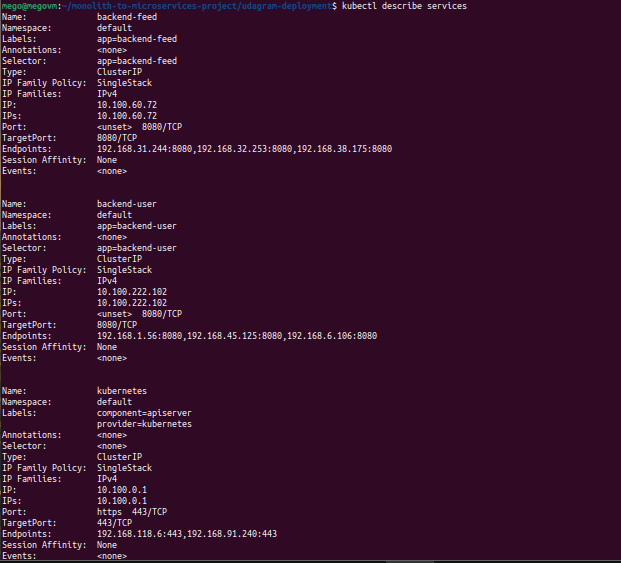 mego@megovm:~/monolith-to-microservices-project/udagram-deployment$ kubectl describe services
Name: backend-feed
Namespace: default
Labels: app=backend-feed
Annotations: <none>
Selector: app=backend-feed
Type: ClusterIP
IP Family Policy: SingleStack
IP Families: IPv4
IP: 10.100.60.72
IPs: 10.100.60.72
Port: <unset> 8080/TCP
TargetPort: 8080/TCP
Endpoints: 192.168.31.244:8080,192.168.32.253:8080,192.168.38.175:8080
Session Affinity: None
Events: <none>
Name: backend-user
Namespace: default
Labels: app=backend-user
Annotations: <none>
Selector: app=backend-user
Type: ClusterIP
IP Family Policy: SingleStack
IP Families: IPv4
IP: 10.100.222.102
IPs: 10.100.222.102
Port: <unset> 8080/TCP
TargetPort: 8080/TCP
Endpoints: 192.168.1.56:8080,192.168.45.125:8080,192.168.6.106:8080
Session Affinity: None
Events: <none>
Name: kubernetes
Namespace: default
Labels: component=apiserver
provider=kubernetes
Annotations: <none>
Selector: <none>
Type: ClusterIP
IP Family Policy: SingleStack
IP Families: IPv4
IP: 10.100.0.1
IPs: 10.100.0.1
Port: https 443/TCP
TargetPort: 443/TCP
Endpoints: 192.168.118.6:443,192.168.91.240:443
Session Affinity: None
Events: <none>